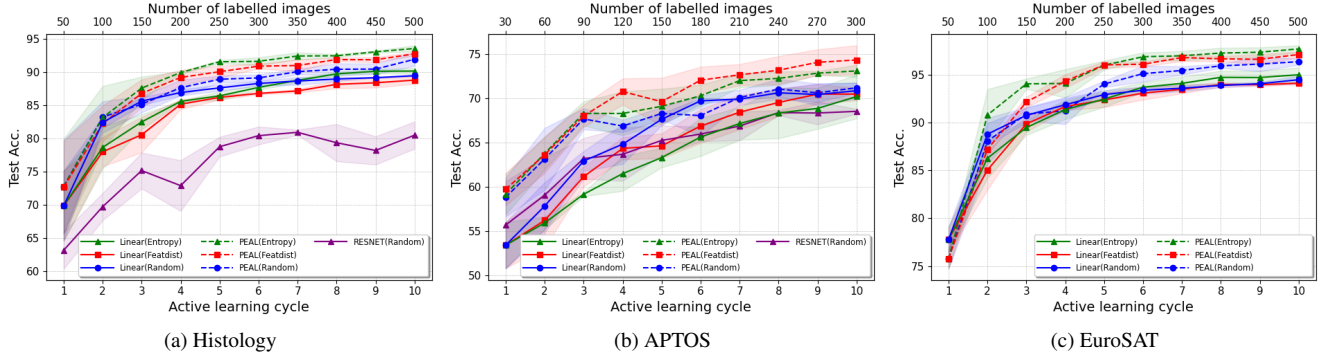 Number of labelled images
50 100 150 200 250 300 350 400 450 500
95
90
85
80
75
70
65
60
Test Acc.
Linear(Entropy) PEAL(Entropy) RESNET(Random)
Linear(Featdist) PEAL(Featdist)
Linear(Random) PEAL(Random)
1 2 3 4 5 6 7 8 9 10
Active learning cycle
(a) Histology
Number of labelled images
30 60 90 120 150 180 210 240 270 300
75
70
65
60
55
50
Test Acc.
Linear(Entropy) PEAL(Entropy) RESNET(Random)
Linear(Featdist) PEAL(Featdist)
Linear(Random) PEAL(Random)
1 2 3 4 5 6 7 8 9 10
Active learning cycle
(b) APTOS
Number of labelled images
50 100 150 200 250 300 350 400 450 500
95
90
85
80
75
Test Acc.
Linear(Entropy) PEAL(Entropy)
Linear(Featdist) PEAL(Featdist)
Linear(Random) PEAL(Random)
1 2 3 4 5 6 7 8 9 10
Active learning cycle
(c) EuroSAT